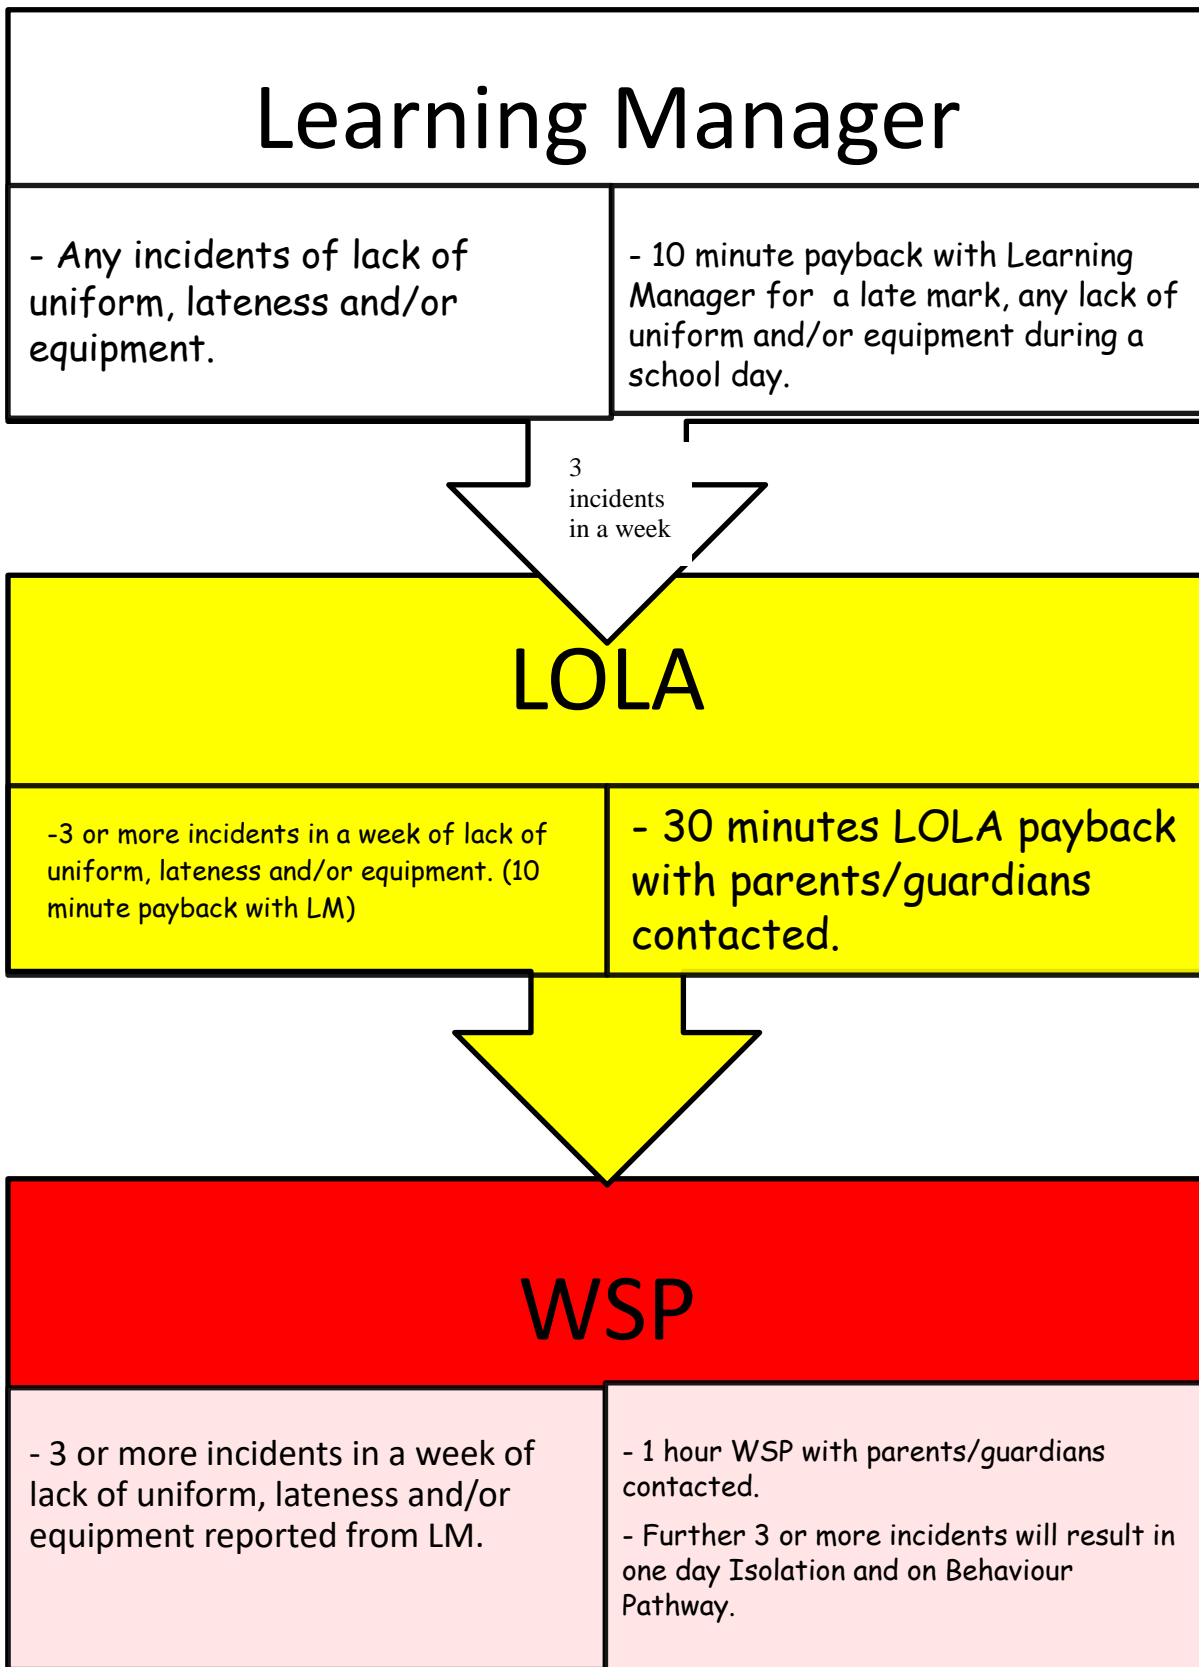 Learning Manager
- Any incidents of lack of
uniform, lateness and/or
equipment.
- 10 minute payback with Learning
Manager for a late mark, any lack of
uniform and/or equipment during a
school day.
3
incidents
in a week
LOLA
-3 or more incidents in a week of lack of
uniform, lateness and/or equipment. (10
minute payback with LM)
- 30 minutes LOLA payback
with parents/guardians
contacted.
WSP
- 3 or more incidents in a week of
lack of uniform, lateness and/or
equipment reported from LM.
- 1 hour WSP with parents/guardians
contacted.
- Further 3 or more incidents will result in
one day Isolation and on Behaviour
Pathway.